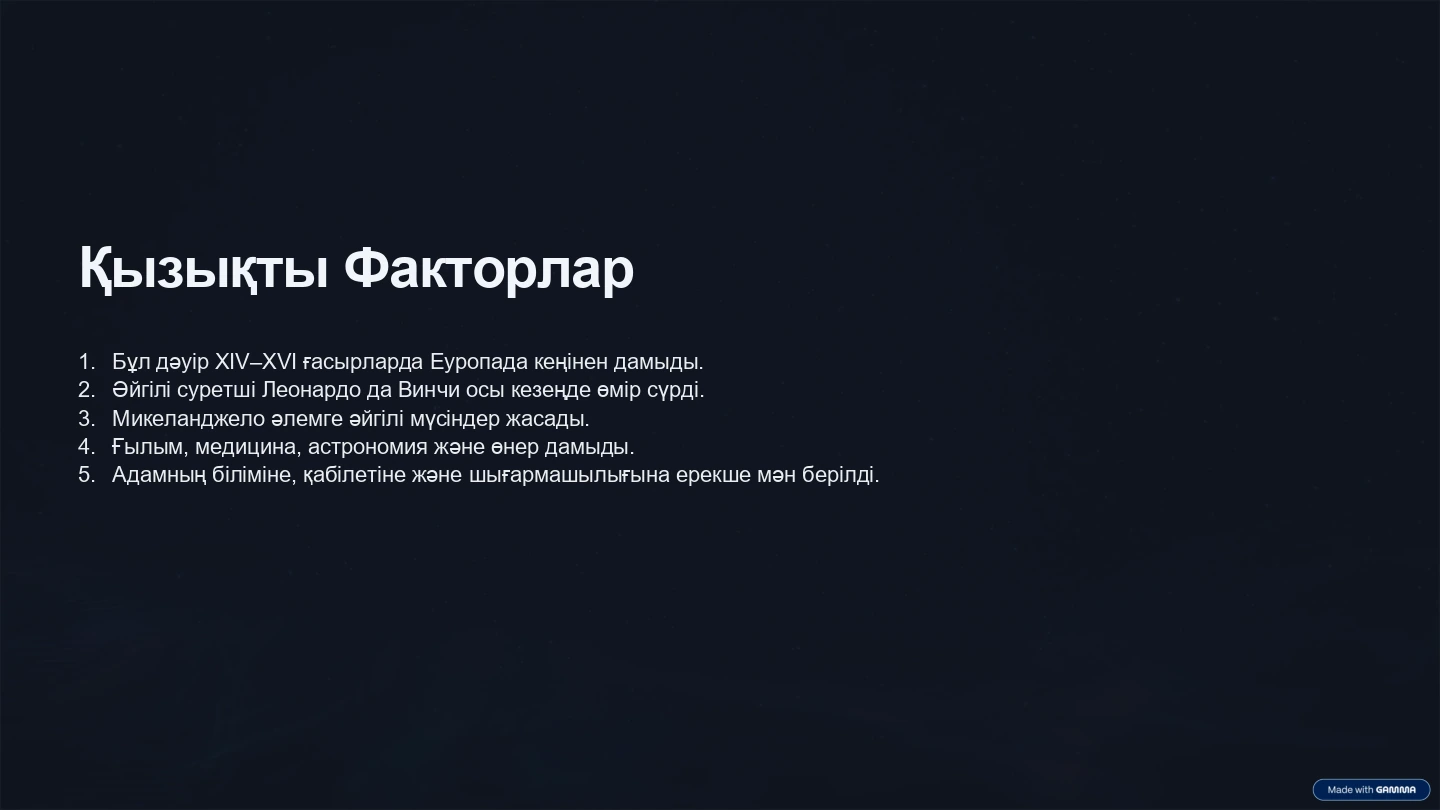 Қызықты Факторлар
1. Бұл дәуір XIV–XVI ғасырларда Еуропада кеңінен дамыды.
2. Әйгілі суретші Леонардо да Винчи осы кезеңде өмір сүрді.
3. Микеланджело әлемге әйгілі мүсіндер жасады.
4. Ғылым, медицина, астрономия және өнер дамыды.
5. Адамның біліміне, қабілетіне және шығармашылығына ерекше мән берілді.
Made with GAMMA